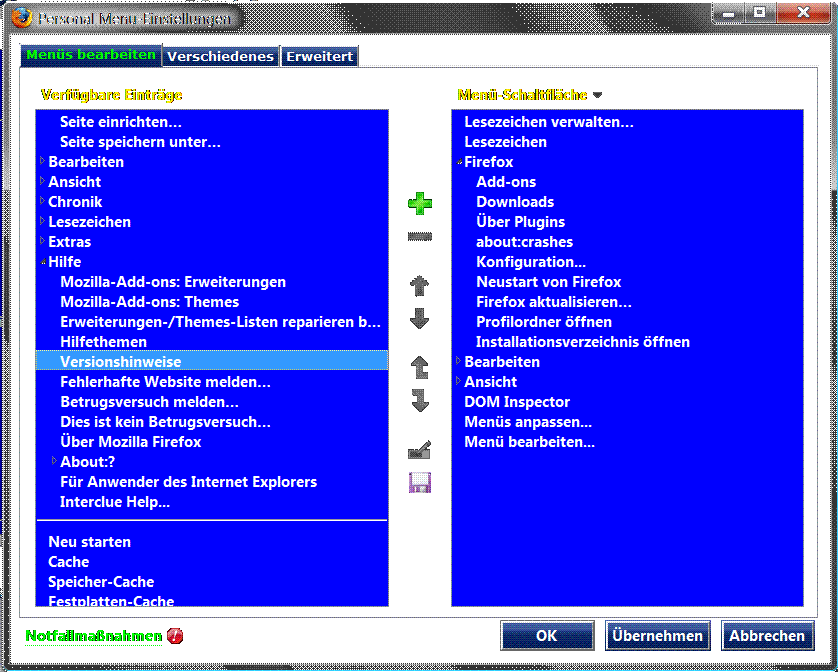 Personal Menu-Einstellungen
Menüs bearbeiten
Verschiedenes
Erweitert
Verfügbare Einträge
Seite einrichten...
Seite speichern unter...
Bearbeiten
Ansicht
Chronik
Lesezeichen
Extras
Hilfe
Mozilla-Add-ons: Erweiterungen
Mozilla-Add-ons: Themes
Erweiterungen-/Themes-Listen reparieren b...
Hilfethemen
Versionshinweise
Fehlerhafte Website melden...
Betrugsversuch melden...
Dies ist kein Betrugsversuch...
Über Mozilla Firefox
About:?
Für Anwender des Internet Explorers
Interclue Help...
Neu starten
Cache
Speicher-Cache
Festplatten-Cache
Menü-Schaltfläche
Lesezeichen verwalten...
Lesezeichen
Firefox
Add-ons
Downloads
Über Plugins
about:crashes
Konfiguration...
Neustart von Firefox
Firefox aktualisieren...
Profilordner öffnen
Installationsverzeichnis öffnen
Bearbeiten
Ansicht
DOM Inspector
Menüs anpassen...
Menü bearbeiten...
Notfallmaßnahmen
OK
Übernehmen
Abbrechen